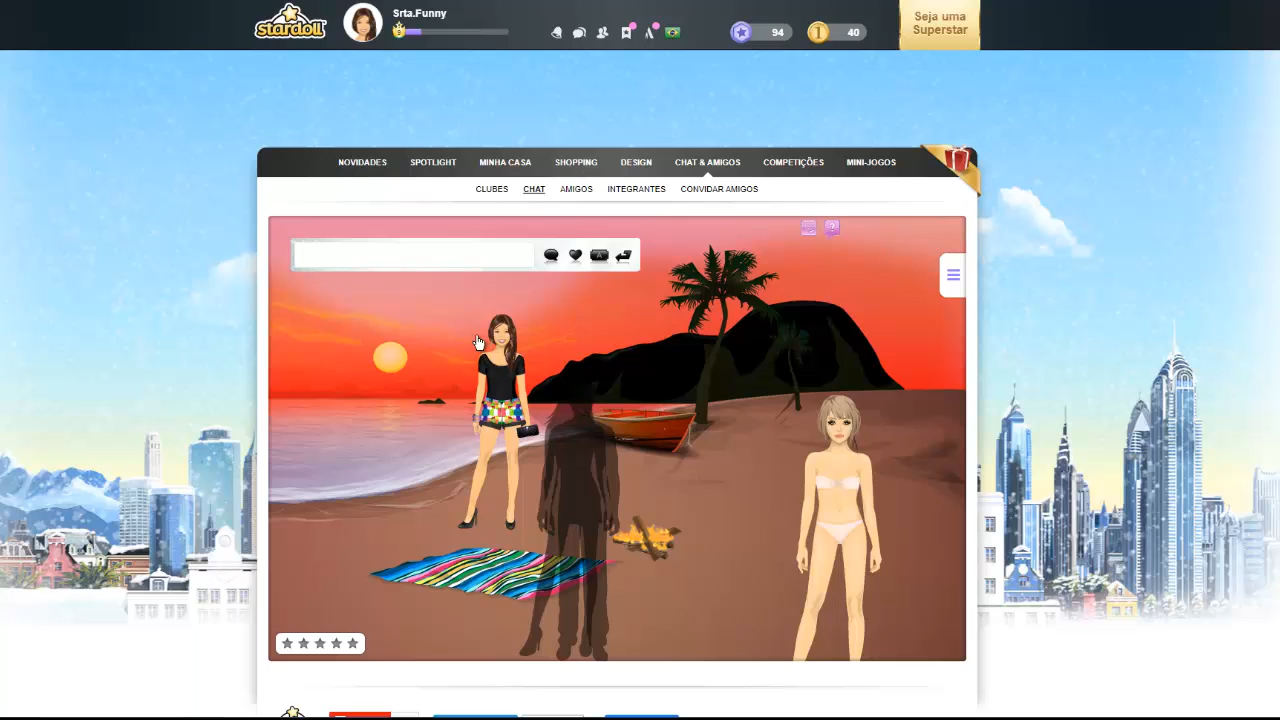 stardoll
Srta.Funny
94
1
40
Seja uma
Superstar
NOVIDADES SPOTLIGHT MINHA CASA SHOPPING DESIGN CHAT & AMIGOS COMPETIÇÕES MINI-JOGOS
CLUBES CHAT AMIGOS INTEGRANTES CONVIDAR AMIGOS
?
A